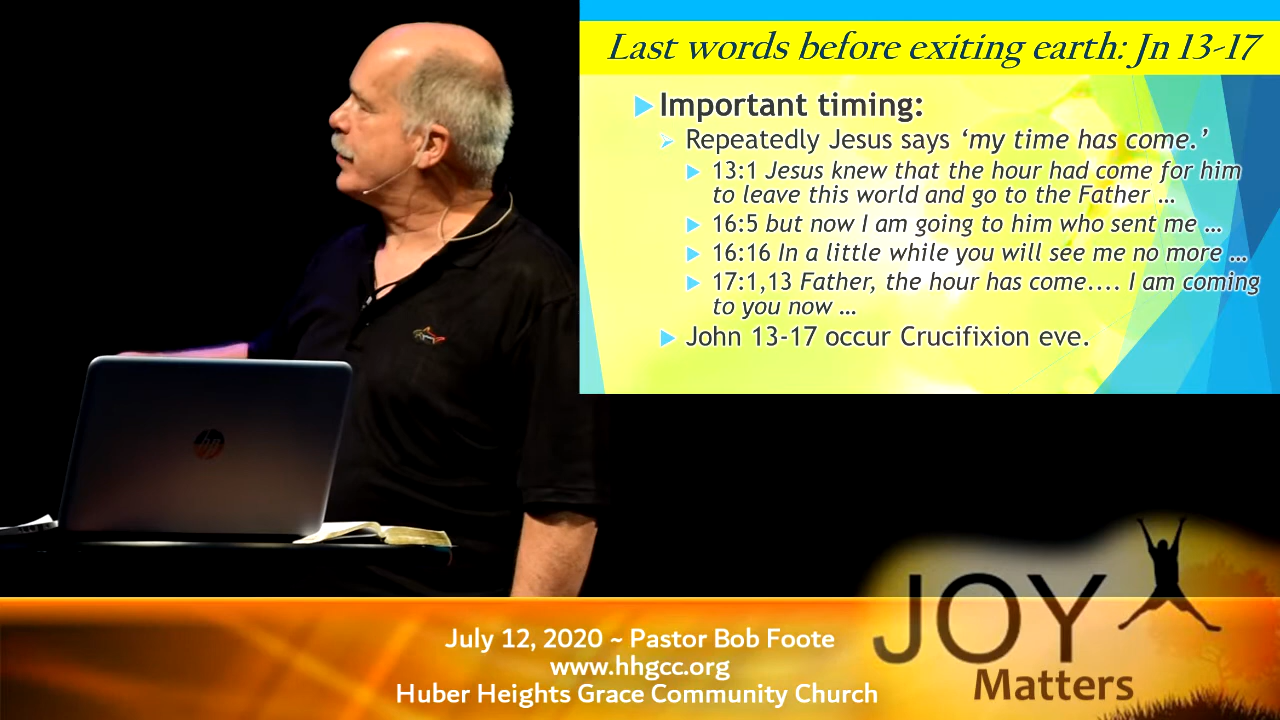 Last words before exiting earth: Jn 13-17
Important timing:
Repeatedly Jesus says ‘my time has come.’
13:1 Jesus knew that the hour had come for him
to leave this world and go to the Father …
16:5 but now I am going to him who sent me …
16:16 In a little while you will see me no more …
17:1,13 Father, the hour has come.... I am coming
to you now …
John 13-17 occur Crucifixion eve.
hp
JOY
Matters
July 12, 2020 ~ Pastor Bob Foote
www.hhgcc.org
Huber Heights Grace Community Church